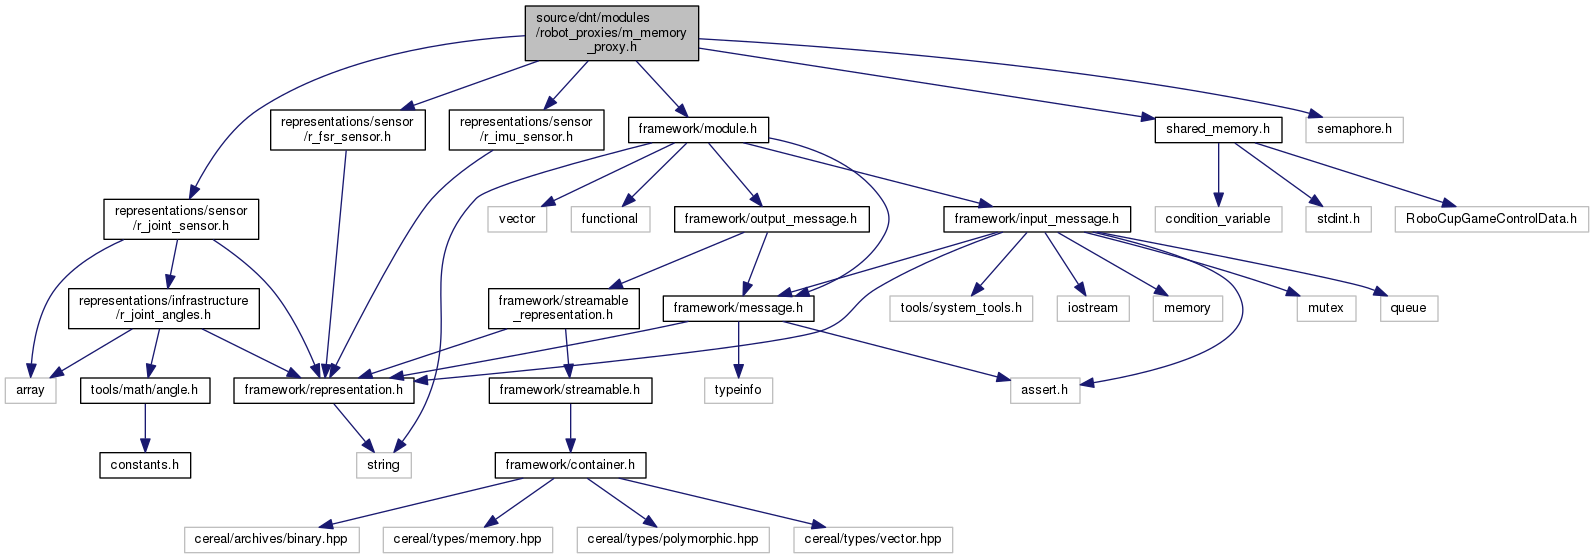 source/dnt/modules
/robot_proxies/m_memory
_proxy.h
representations/sensor
/r_fsr_sensor.h
representations/sensor
/r_imu_sensor.h
framework/module.h
shared_memory.h
semaphore.h
representations/sensor
/r_joint_sensor.h
vector
functional
framework/output_message.h
framework/input_message.h
condition_variable
stdint.h
RoboCupGameControlData.h
representations/infrastructure
/r_joint_angles.h
framework/streamable
_representation.h
framework/message.h
tools/system_tools.h
iostream
memory
mutex
queue
array
tools/math/angle.h
framework/representation.h
framework/streamable.h
typeinfo
assert.h
constants.h
string
framework/container.h
cereal/archives/binary.hpp
cereal/types/memory.hpp
cereal/types/polymorphic.hpp
cereal/types/vector.hpp